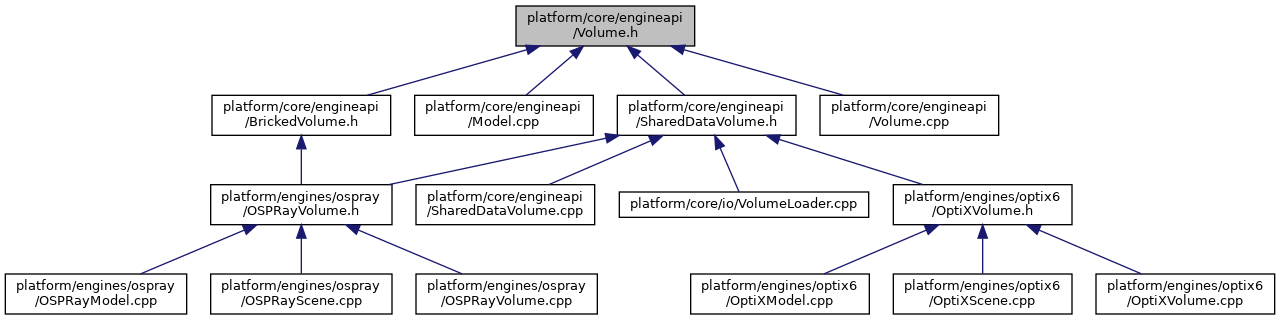 platform/core/engineapi
/Volume.h
platform/core/engineapi
/BrickedVolume.h
platform/core/engineapi
/Model.cpp
platform/core/engineapi
/SharedDataVolume.h
platform/core/engineapi
/Volume.cpp
platform/engines/ospray
/OSPRayVolume.h
platform/core/engineapi
/SharedDataVolume.cpp
platform/core/io/VolumeLoader.cpp
platform/engines/optix6
/OptiXVolume.h
platform/engines/ospray
/OSPRayModel.cpp
platform/engines/ospray
/OSPRayScene.cpp
platform/engines/ospray
/OSPRayVolume.cpp
platform/engines/optix6
/OptiXModel.cpp
platform/engines/optix6
/OptiXScene.cpp
platform/engines/optix6
/OptiXVolume.cpp